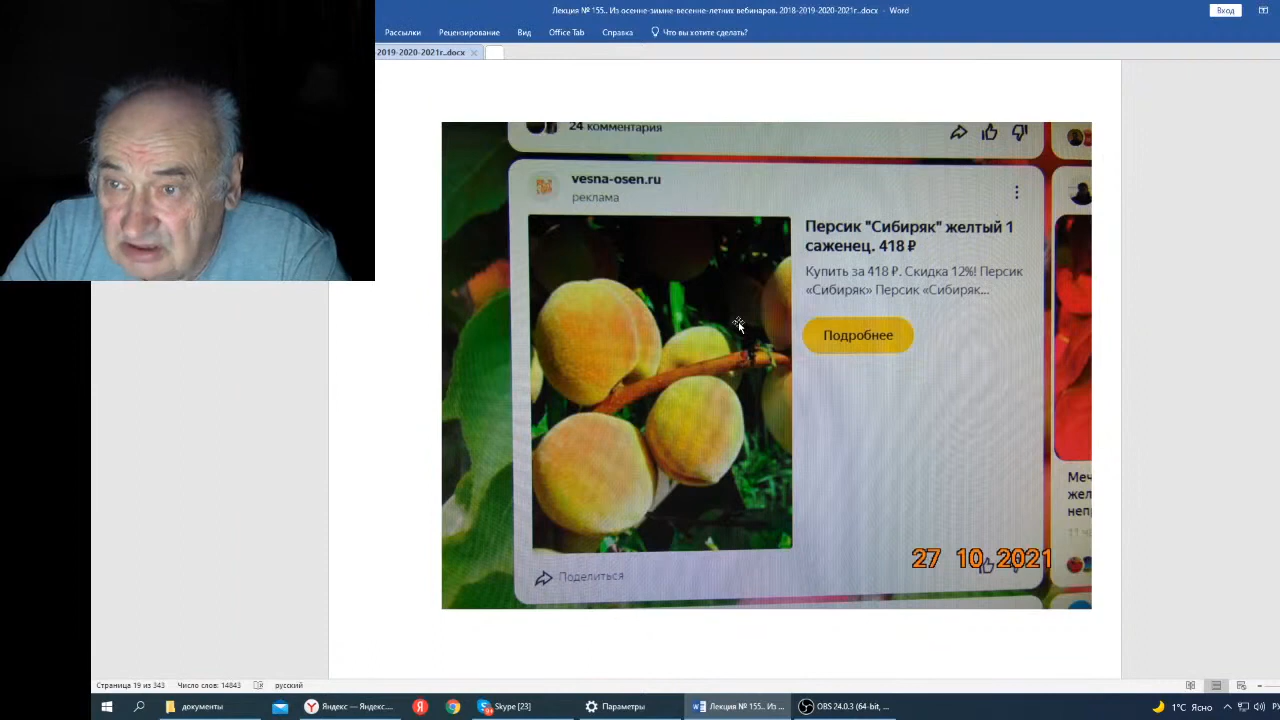 Лекция № 155.. Из осенне-зимне-весенне-летних вебинаров. 2018-2019-2020-2021г..docx - Word
Вход
Рассылки Рецензирование Вид Office Tab Справка Что вы хотите сделать?
2019-2020-2021г..docx
24 комментария
vesna-osen.ru
реклама
Персик "Сибиряк" желтый 1
саженец. 418 ₽
Купить за 418 ₽. Скидка 12%! Персик
«Сибиряк» Персик «Сибиряк...
Подробнее
Меч
жел
неп
27 10 2021
Поделиться
Страница 19 из 343 Число слов: 14843 русский
документы
Яндекс — Яндекс....
Skype [23]
Параметры
Лекция № 155.. Из ...
OBS 24.0.3 (64-bit, ...
1°C Ясно